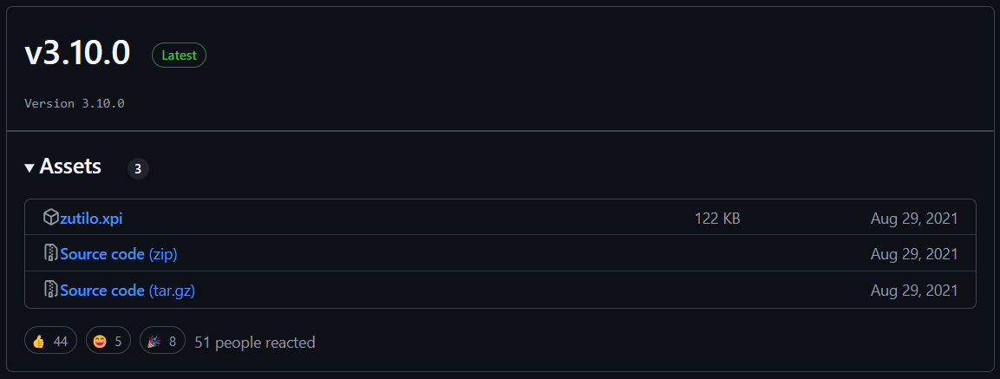 v3.10.0 Latest
Version 3.10.0
Assets 3
zutilo.xpi 122 KB Aug 29, 2021
Source code (zip) Aug 29, 2021
Source code (tar.gz) Aug 29, 2021
44 5 8 51 people reacted